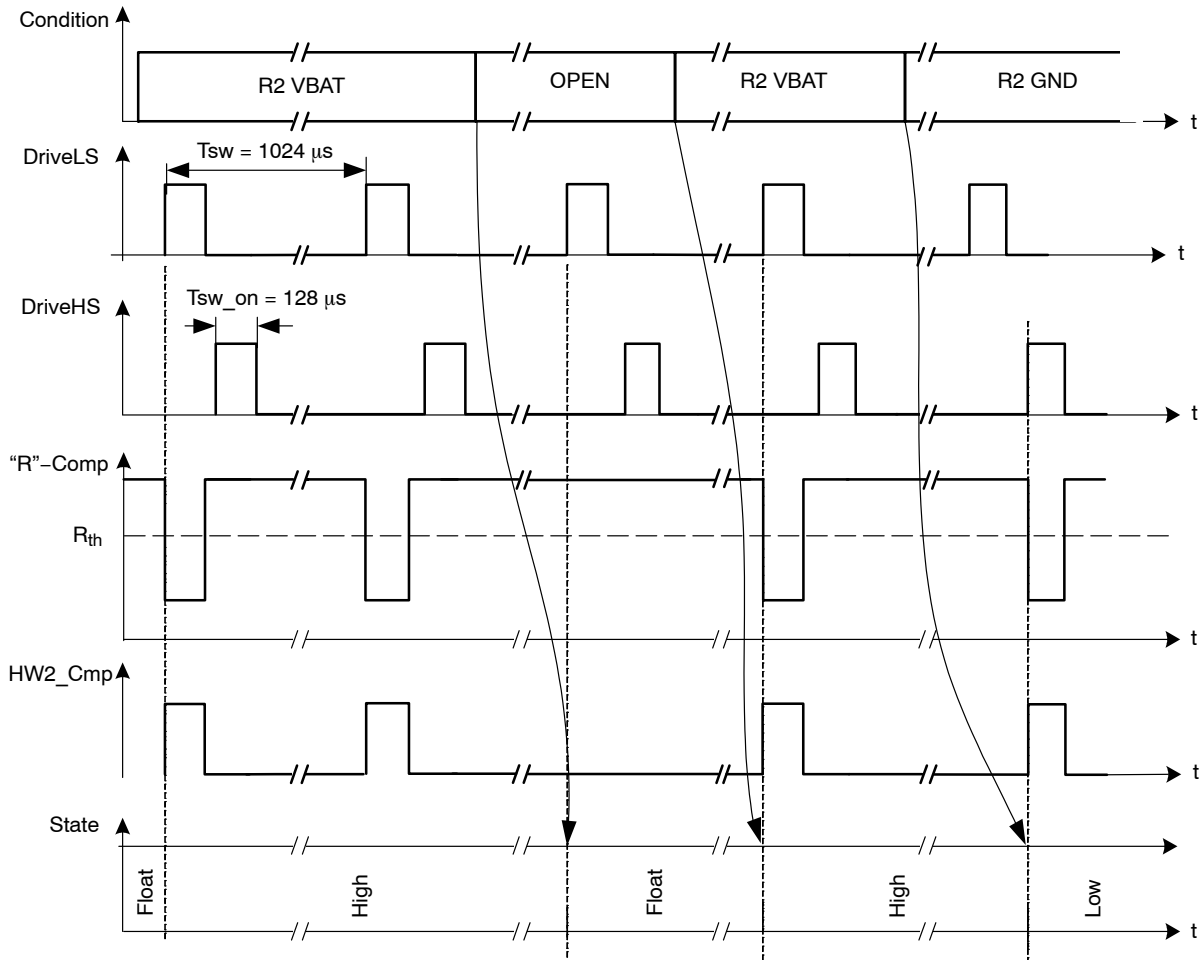 Condition
R2 VBAT
OPEN
R2 VBAT
R2 GND
t
DriveLS
Tsw = 1024 μs
t
DriveHS
Tsw_on = 128 μs
t
“R”−Comp
Rth
t
HW2_Cmp
t
State
Float
High
Float
High
Low
t